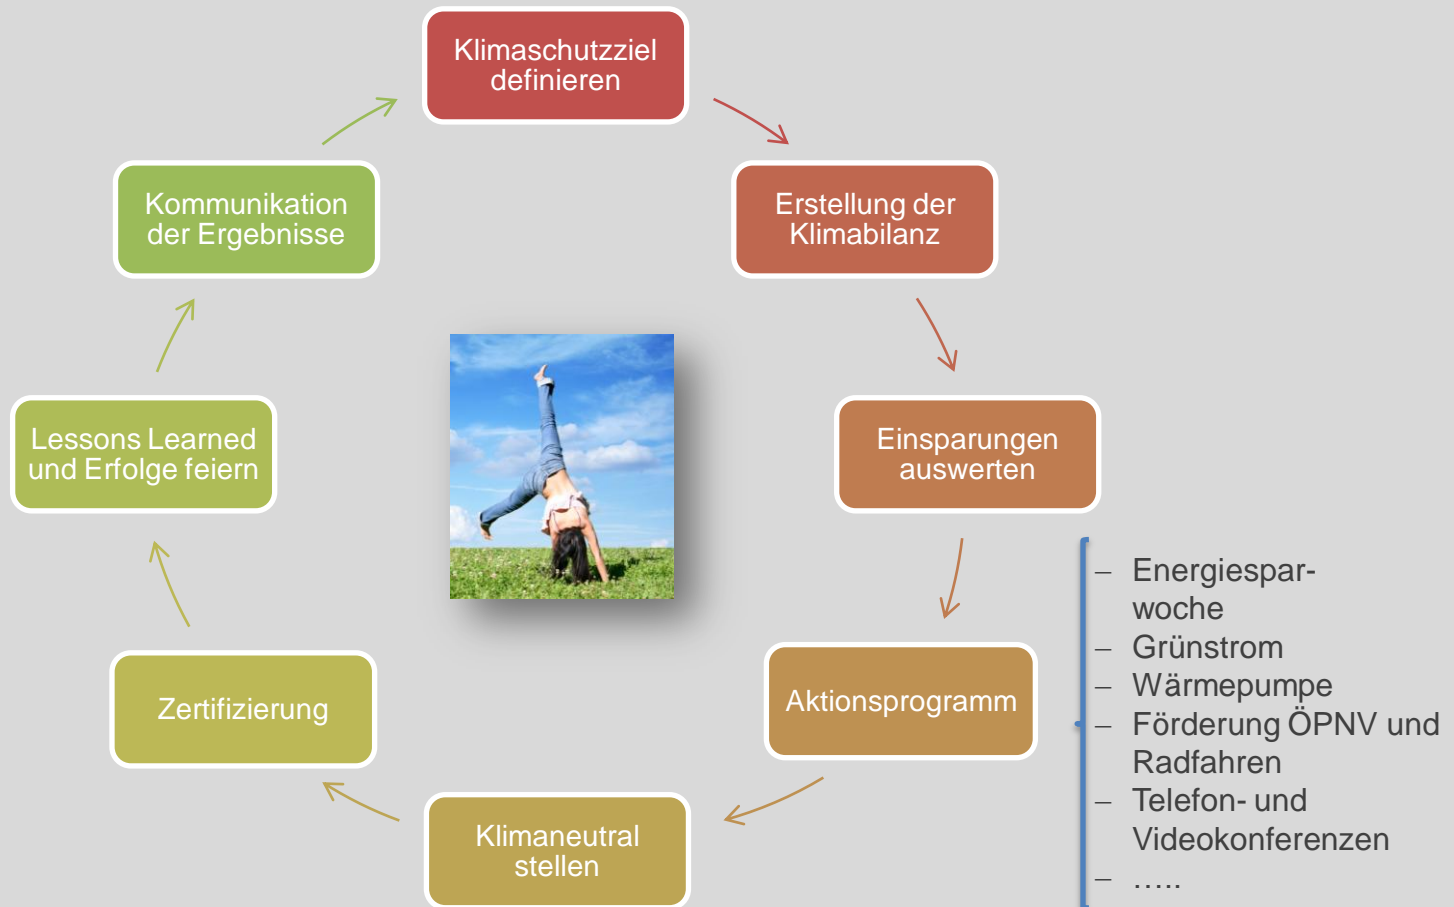 Klimaschutzziel
definieren
Erstellung der
Klimabilanz
Einsparungen
auswerten
Aktionsprogramm
– Energiespar-
woche
– Grünstrom
– Wärmepumpe
– Förderung ÖPNV und
Radfahren
– Telefon- und
Videokonferenzen
– …..
Klimaneutral
stellen
Zertifizierung
Lessons Learned
und Erfolge feiern
Kommunikation
der Ergebnisse